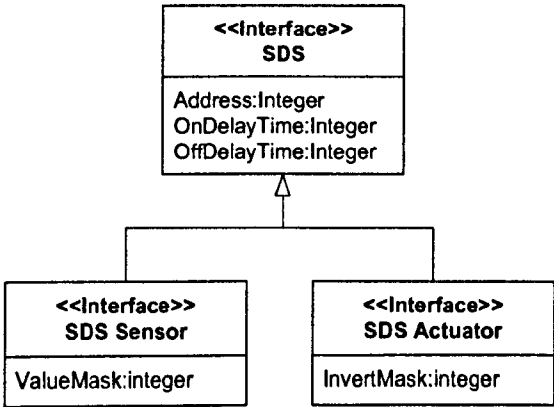 <<Interface>>
SDS
Address:Integer
OnDelayTime:Integer
OffDelayTime:Integer
<<Interface>>
SDS Sensor
ValueMask:integer
<<Interface>>
SDS Actuator
InvertMask:integer